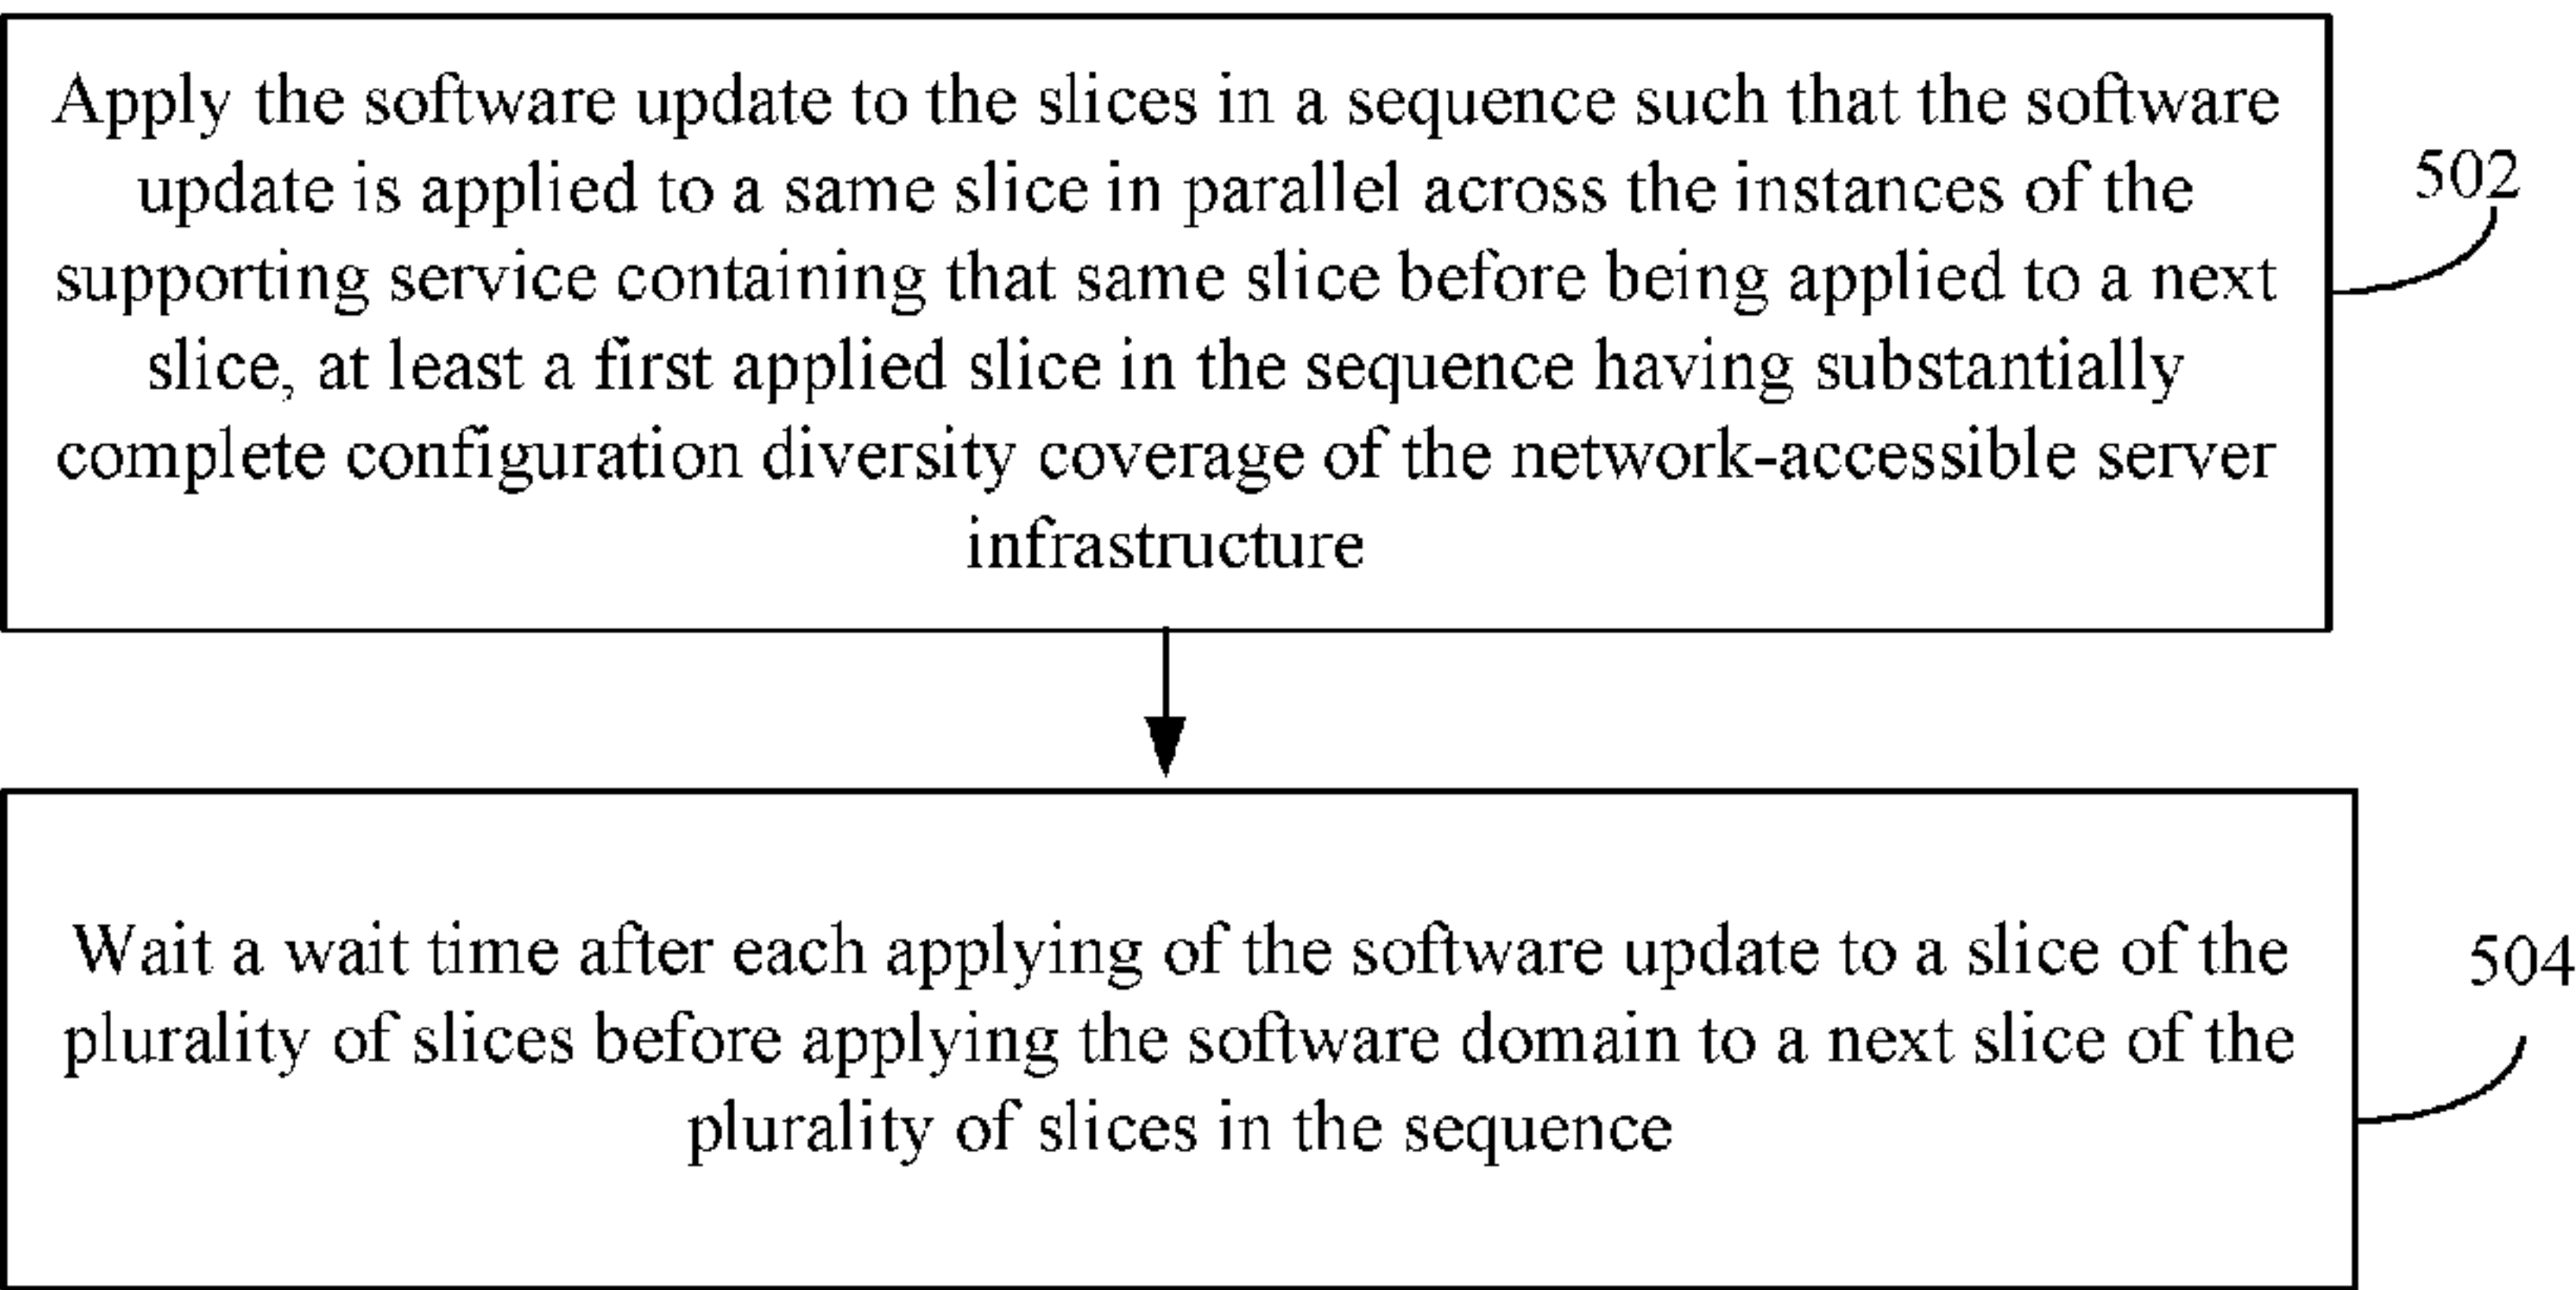 Apply the software update to the slices in a sequence such that the software
update is applied to a same slice in parallel across the instances of the
supporting service containing that same slice before being applied to a next
slice, at least a first applied slice in the sequence having substantially
complete configuration diversity coverage of the network-accessible server
infrastructure
502
Wait a wait time after each applying of the software update to a slice of the
plurality of slices before applying the software domain to a next slice of the
plurality of slices in the sequence
504